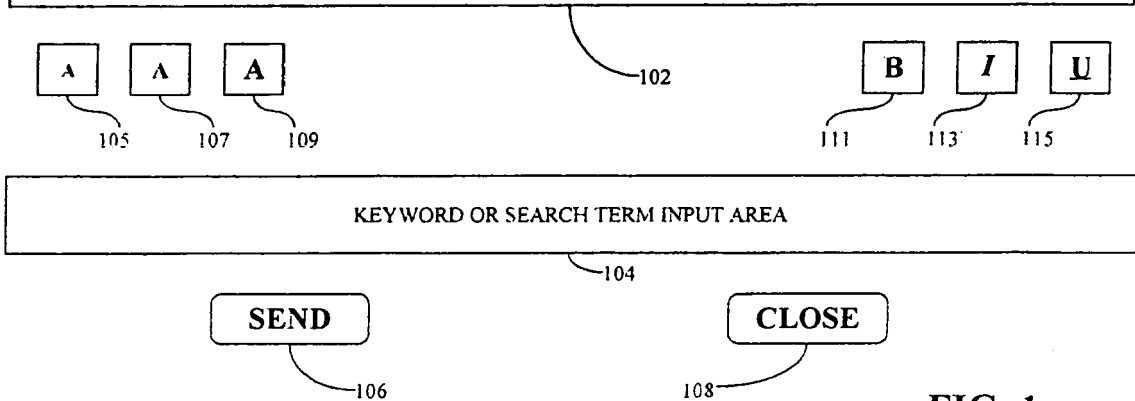 A A A B I U
102
105 107 109 111 113 115
KEYWORD OR SEARCH TERM INPUT AREA
104
SEND CLOSE
106 108